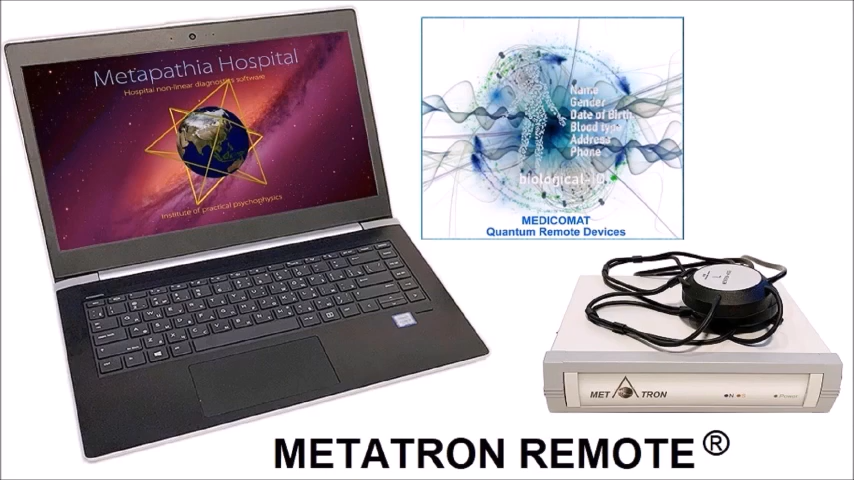 Metapathia Hospital
Hospital non-linear diagnostics software
Institute of practical psychophysics
Name
Gender
Date of Birth
Blood type
Address
Phone
biological-ID
MEDICOMAT
Quantum Remote Devices
MET TRON
N S
Power
METATRON REMOTE®